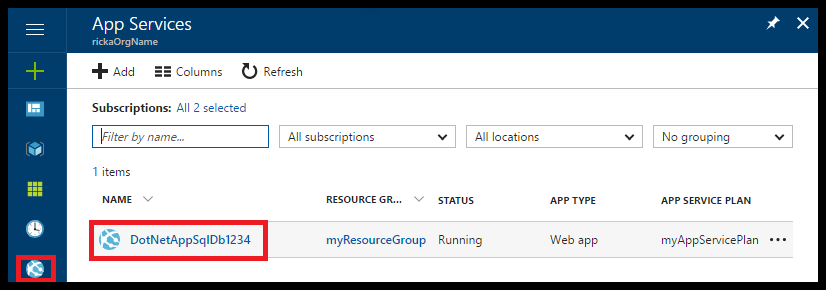 App Services
rickaOrgName
Add Columns Refresh
Subscriptions: All 2 selected
Filter by name... All subscriptions All locations No grouping
1 items
NAME RESOURCE GR... STATUS APP TYPE APP SERVICE PLAN
DotNetAppSqlDb1234 myResourceGroup Running Web app myAppServicePlan